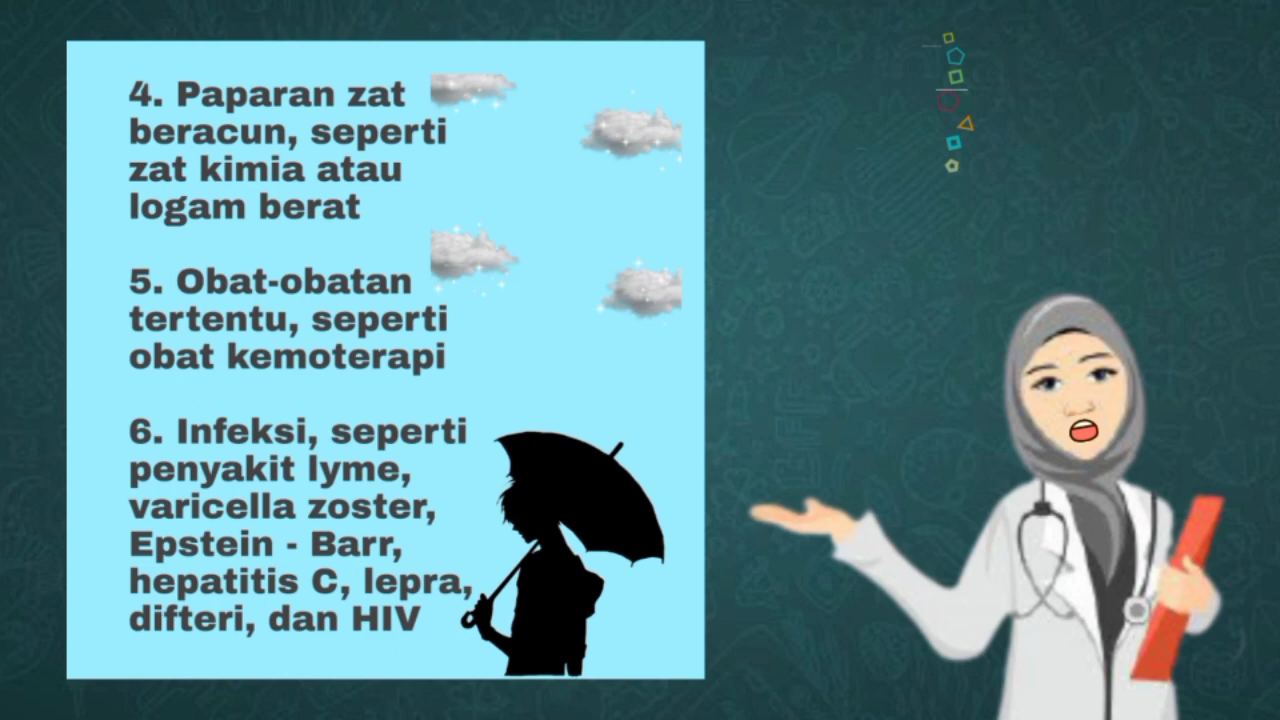 4. Paparan zat
beracun, seperti
zat kimia atau
logam berat
5. Obat-obatan
tertentu, seperti
obat kemoterapi
6. Infeksi, seperti
penyakit lyme,
varicella zoster,
Epstein - Barr,
hepatitis C, lepra,
difteri, dan HIV